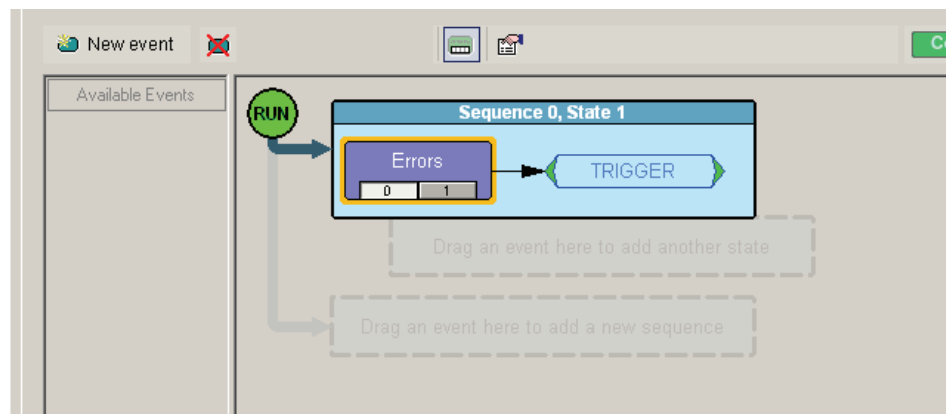 New event
Co
Available Events
RUN
Sequence 0, State 1
Errors
0 1
TRIGGER
Drag an event here to add another state
Drag an event here to add a new sequence